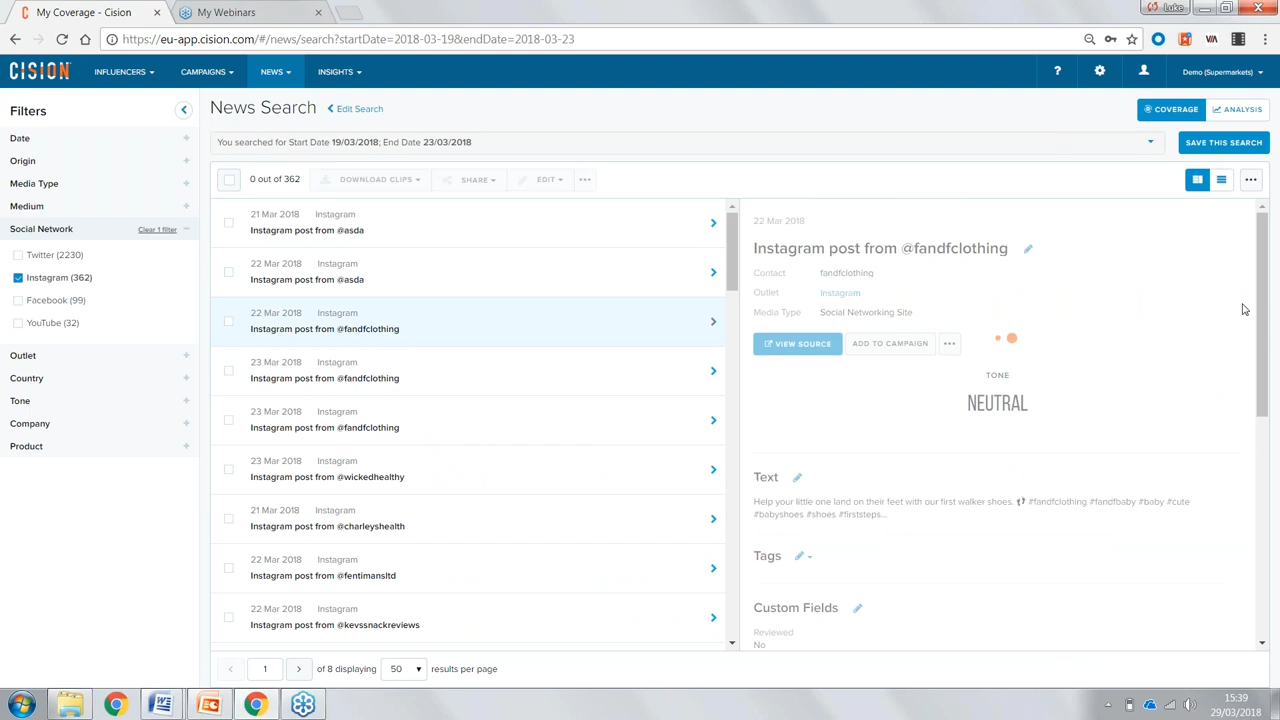 My Coverage - Cision
My Webinars
Luke
https://eu-app.cision.com/#/news/search?startDate=2018-03-19&endDate=2018-03-23
VIA
CISION
INFLUENCERS
CAMPAIGNS
NEWS
INSIGHTS
?
Demo (Supermarkets)
Filters
News Search
Edit Search
COVERAGE
ANALYSIS
Date
You searched for Start Date 19/03/2018; End Date 23/03/2018
SAVE THIS SEARCH
Origin
Media Type
0 out of 362
DOWNLOAD CLIPS
SHARE
EDIT
Medium
Social Network
Clear 1 filter
Twitter (2230)
Instagram (362)
Facebook (99)
YouTube (32)
Outlet
Country
Tone
Company
Product
21 Mar 2018 Instagram
Instagram post from @asda
22 Mar 2018 Instagram
Instagram post from @asda
22 Mar 2018 Instagram
Instagram post from @fandfclothing
23 Mar 2018 Instagram
Instagram post from @fandfclothing
23 Mar 2018 Instagram
Instagram post from @fandfclothing
23 Mar 2018 Instagram
Instagram post from @wickedhealthy
21 Mar 2018 Instagram
Instagram post from @charleyshealth
22 Mar 2018 Instagram
Instagram post from @fentimansltd
22 Mar 2018 Instagram
Instagram post from @kevssnackreviews
22 Mar 2018
Instagram post from @fandfclothing
Contact fandfclothing
Outlet Instagram
Media Type Social Networking Site
VIEW SOURCE
ADD TO CAMPAIGN
TONE
NEUTRAL
Text
Help your little one land on their feet with our first walker shoes. 👣 #fandfclothing #fandfbaby #baby #cute
#babyshoes #shoes #firststeps...
Tags
Custom Fields
Reviewed
No
1
of 8 displaying
50
results per page
15:39
29/03/2018